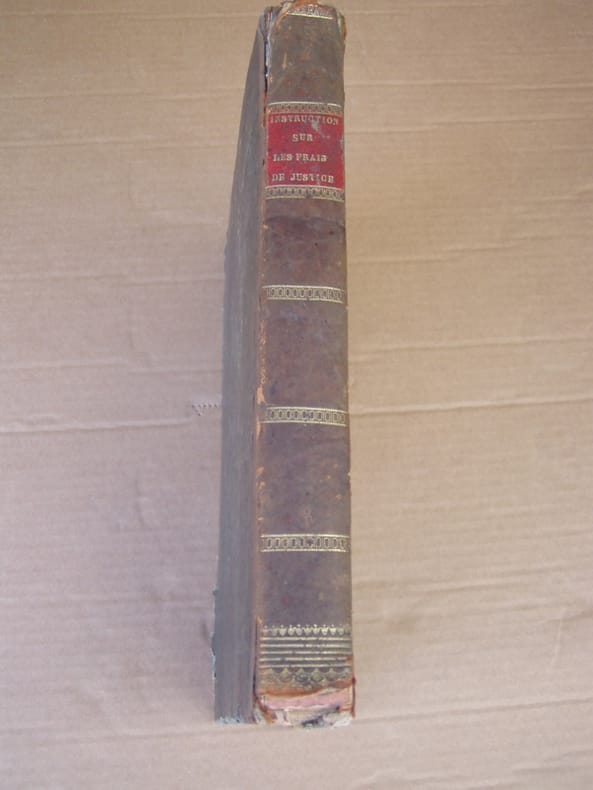 INSTRUCTION
SUR
LES FRAIS
DE JUSTICE